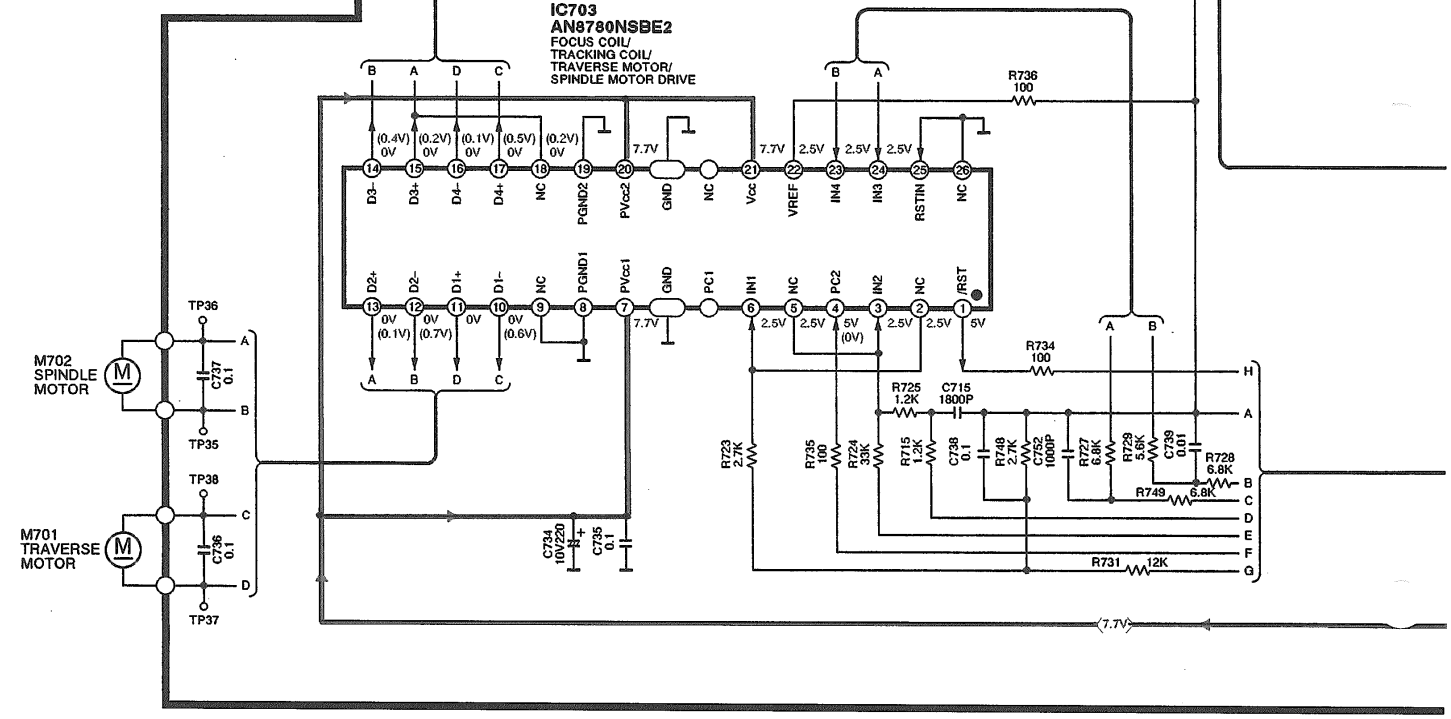 IC703
AN8780NSBE2
FOCUS COIL/
TRACKING COIL/
TRAVERSE MOTOR/
SPINDLE MOTOR DRIVE
B A D C
B A
R736
100
(0.4V) (0.2V) (0.1V) (0.5V) (0.2V)
0V 0V 0V 0V 0V
7.7V 7.7V 2.5V 2.5V 2.5V
14 15 16 17 18 19 20 21 22 23 24 25 26
D3- D3+ D4- D4+ NC PGND2 PVcc2 GND NC Vcc VREF IN4 IN3 RSTIN NC
D2+ D2- D1+ D1- NC PGND1 PVcc1 GND PC1 IN1 NC PC2 IN2 NC /RST
13 12 11 10 9 8 7 6 5 4 3 2 1
0V 0V 0V 0V 7.7V 2.5V 2.5V 5V 2.5V 2.5V 5V
(0.1V) (0.7V) (0.6V) (0V)
A B D C
A B
TP36
A
M702
SPINDLE
MOTOR
M
C737
0.1
B
TP35
TP38
C
M701
TRAVERSE
MOTOR
M
C736
0.1
D
TP37
R734
100
H
R725
1.2K
C715
1800P
A
R723
2.7K
R735
100
R724
33K
R715
1.2K
C738
0.1
R748
2.7K
C752
1000P
R727
6.8K
R729
5.6K
C739
0.01
R728
6.8K
B
R749 6.8K
C
D
E
F
R731 12K
G
C734
10V220
+
C735
0.1
7.7V